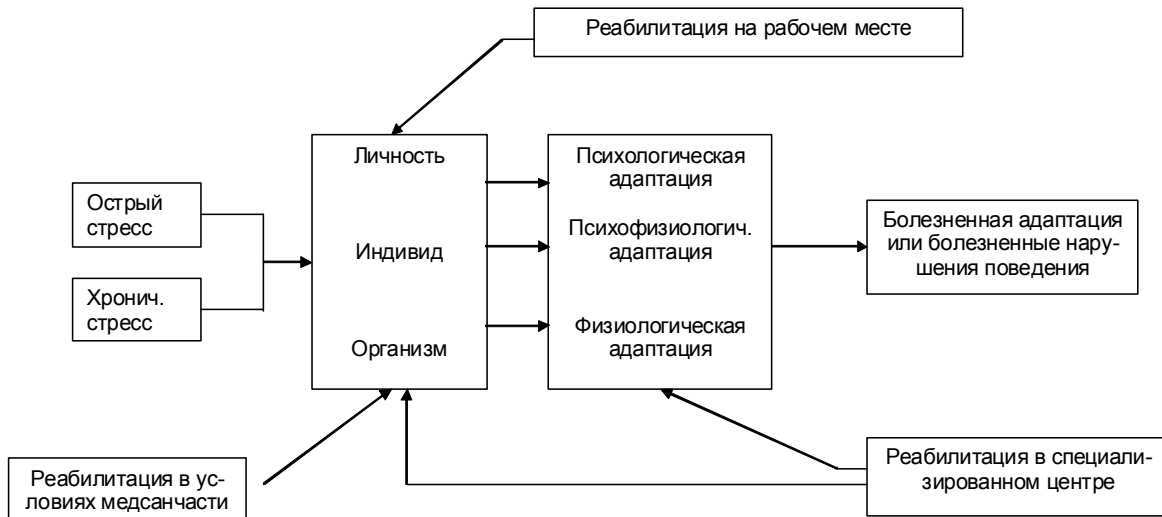 Реабилитация на рабочем месте
Личность
Индивид
Организм
Психологическая
адаптация
Психофизиологич.
адаптация
Физиологическая
адаптация
Острый
стресс
Хронич.
стресс
Болезненная адаптация
или болезненные нару-
шения поведения
Реабилитация в ус-
ловиях медсанчасти
Реабилитация в специали-
зированном центре